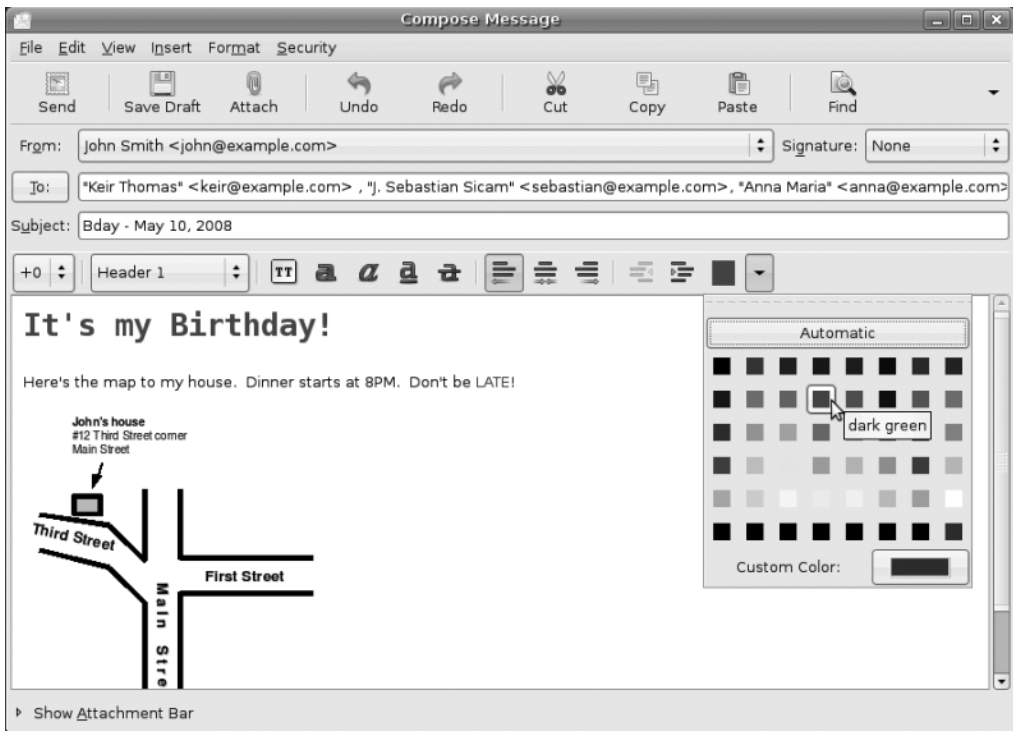 Compose Message
File Edit View Insert Format Security
Send Save Draft Attach Undo Redo Cut Copy Paste Find
From: John Smith <john@example.com> Signature: None
To: "Keir Thomas" <keir@example.com> , "J. Sebastian Sicam" <sebastian@example.com>, "Anna Maria" <anna@example.com>
Subject: Bday - May 10, 2008
+0 Header 1 TT a a a a
It's my Birthday!
Automatic
Here's the map to my house. Dinner starts at 8PM. Don't be LATE!
dark green
John's house
#12 Third Street corner
Main Street
Third Street
First Street
Main Stre
Custom Color:
Show Attachment Bar